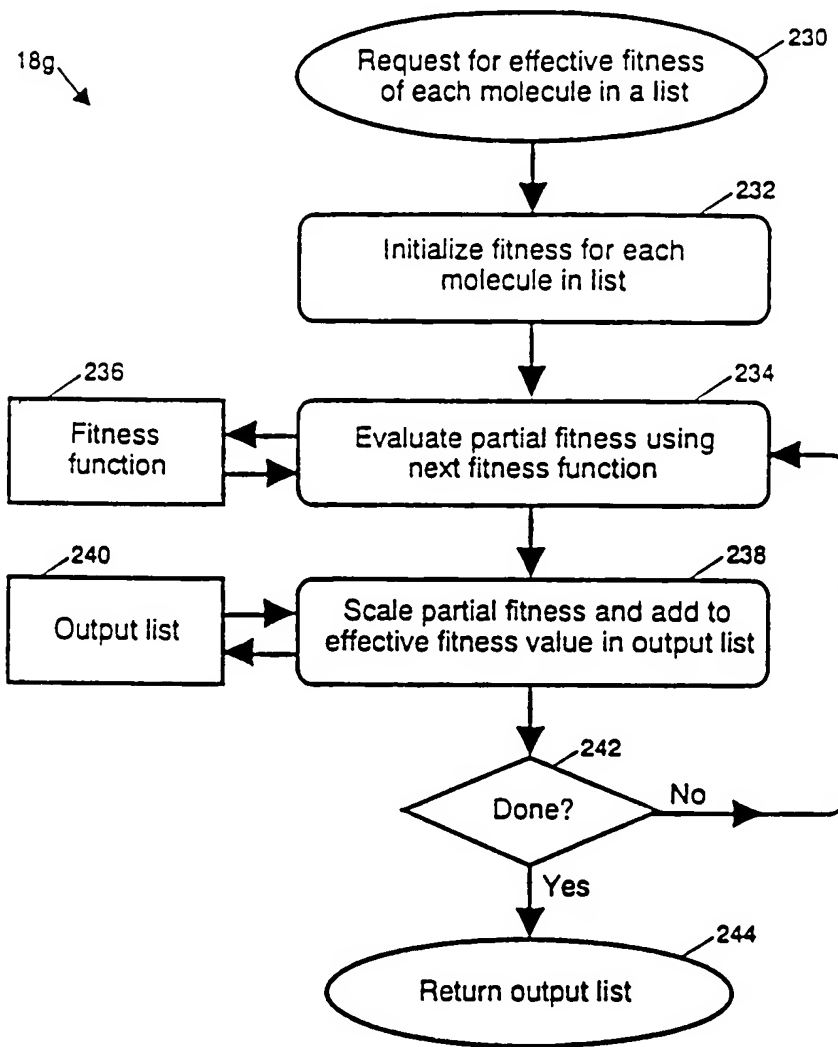 18g
230
Request for effective fitness
of each molecule in a list
232
Initialize fitness for each
molecule in list
236
234
Fitness
function
Evaluate partial fitness using
next fitness function
240
238
Output list
Scale partial fitness and add to
effective fitness value in output list
242
Done?
No
Yes
244
Return output list